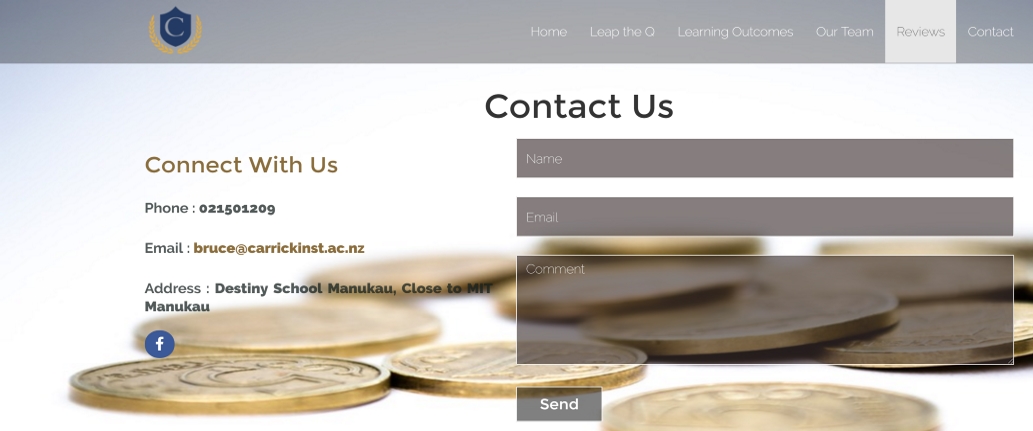 C
Home Leap the Q Learning Outcomes Our Team Reviews Contact
Contact Us
Connect With Us
Phone : 021501209
Email : bruce@carrickinst.ac.nz
Address : Destiny School Manukau, Close to MIT
Manukau
f
Name
Email
Comment
Send